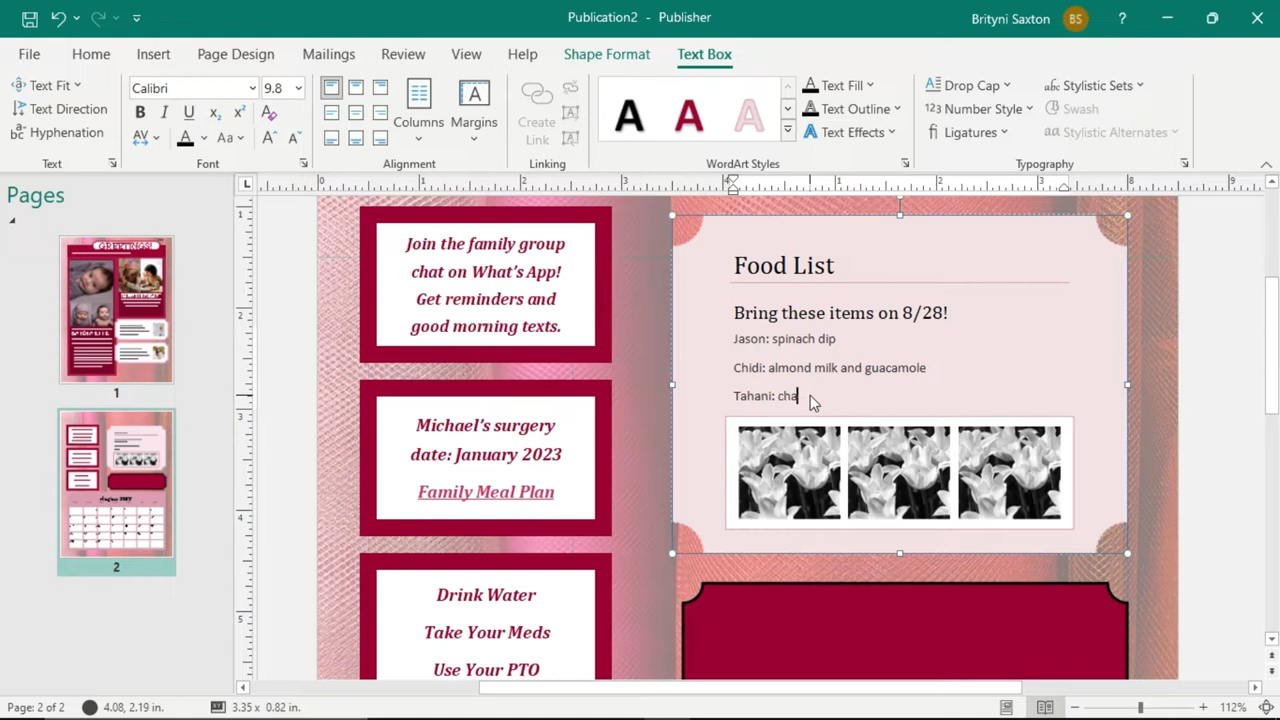 Publication2 - Publisher
Brityni Saxton
BS
File
Home
Insert
Page Design
Mailings
Review
View
Help
Shape Format
Text Box
Text Fit
Text Direction
Hyphenation
Text
Calibri
9.8
Font
Columns
Margins
Alignment
Create
Link
Linking
WordArt Styles
Text Fill
Text Outline
Text Effects
Drop Cap
Number Style
Ligatures
Stylistic Sets
Swash
Stylistic Alternates
Typography
Pages
GREETINGS!
1
2
Join the family group
chat on What's App!
Get reminders and
good morning texts.
Michael's surgery
date: January 2023
Family Meal Plan
Drink Water
Take Your Meds
Use Your PTO
Food List
Bring these items on 8/28!
Jason: spinach dip
Chidi: almond milk and guacamole
Tahani: cha
Page: 2 of 2
4.08, 2.19 in.
3.35 x 0.82 in.
112%